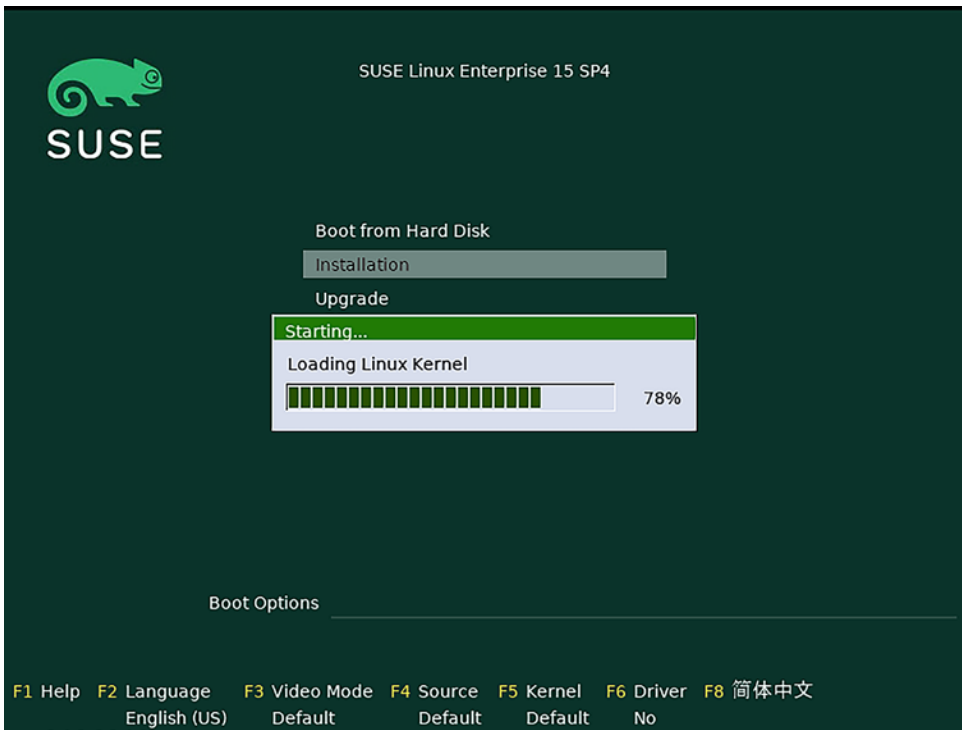 SUSE Linux Enterprise 15 SP4
SUSE
Boot from Hard Disk
Installation
Upgrade
Starting...
Loading Linux Kernel
78%
Boot Options
F1 Help F2 Language F3 Video Mode F4 Source F5 Kernel F6 Driver F8 简体中文
English (US) Default Default Default No